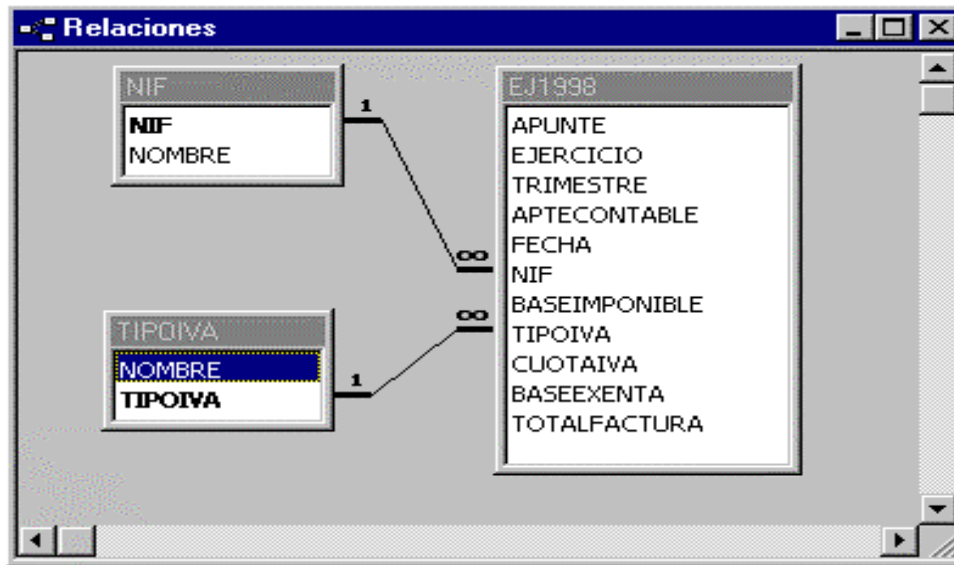 Relaciones
NIF
NIF
NOMBRE
1
∞
TIPOIVA
NOMBRE
TIPOIVA
1
∞
EJ1998
APUNTE
EJERCICIO
TRIMESTRE
APTECONTABLE
FECHA
NIF
BASEIMPONIBLE
TIPOIVA
CUOTAIVA
BASEEXENTA
TOTALFACTURA